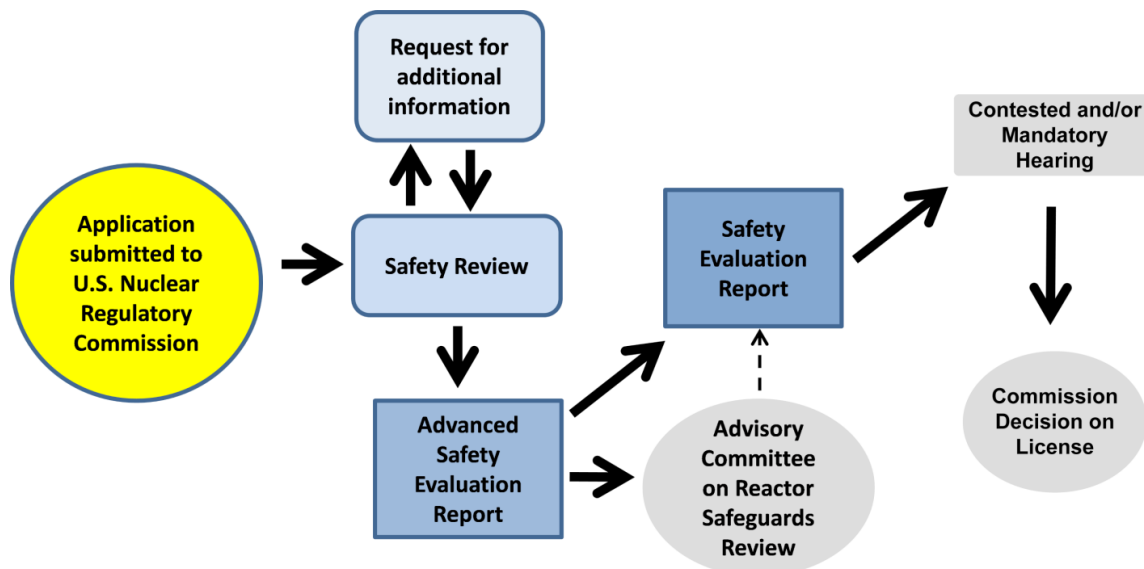 Request for
additional
information
Contested and/or
Mandatory
Hearing
Application
submitted to
U.S. Nuclear
Regulatory
Commission
Safety Review
Safety
Evaluation
Report
Advanced
Safety
Evaluation
Report
Advisory
Committee
on Reactor
Safeguards
Review
Commission
Decision on
License